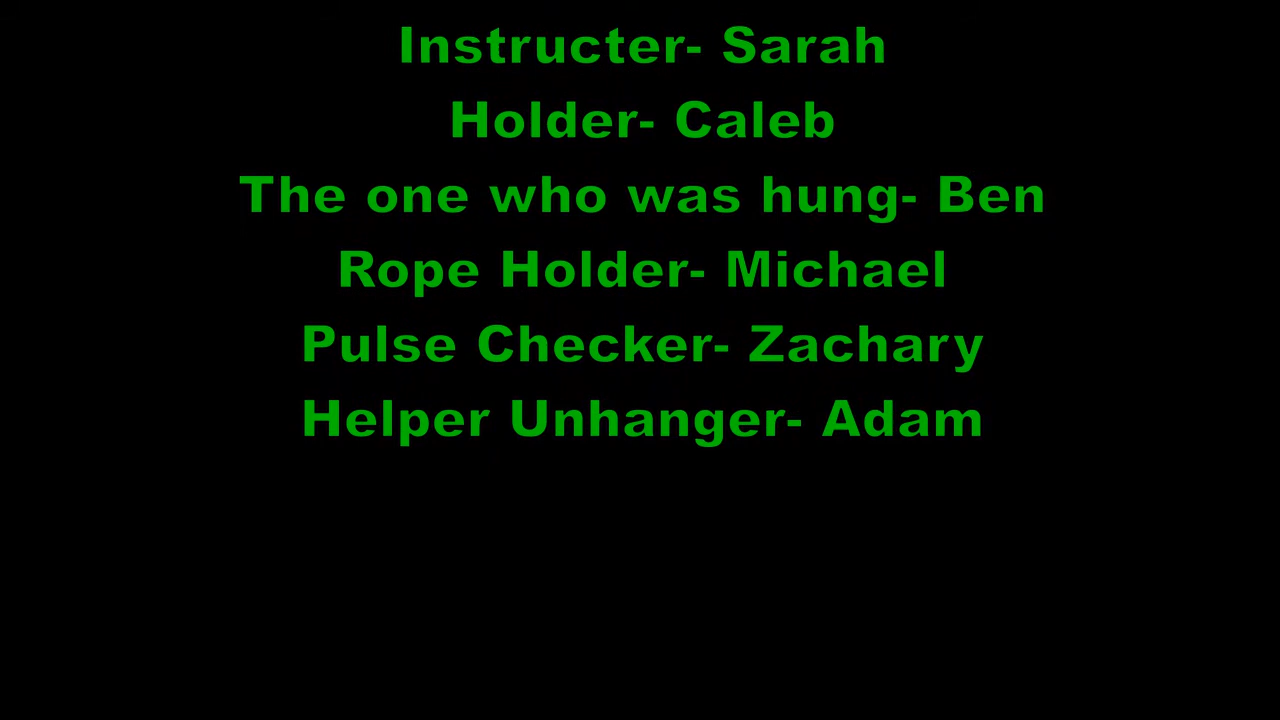 Instructer- Sarah
Holder- Caleb
The one who was hung- Ben
Rope Holder- Michael
Pulse Checker- Zachary
Helper Unhanger- Adam